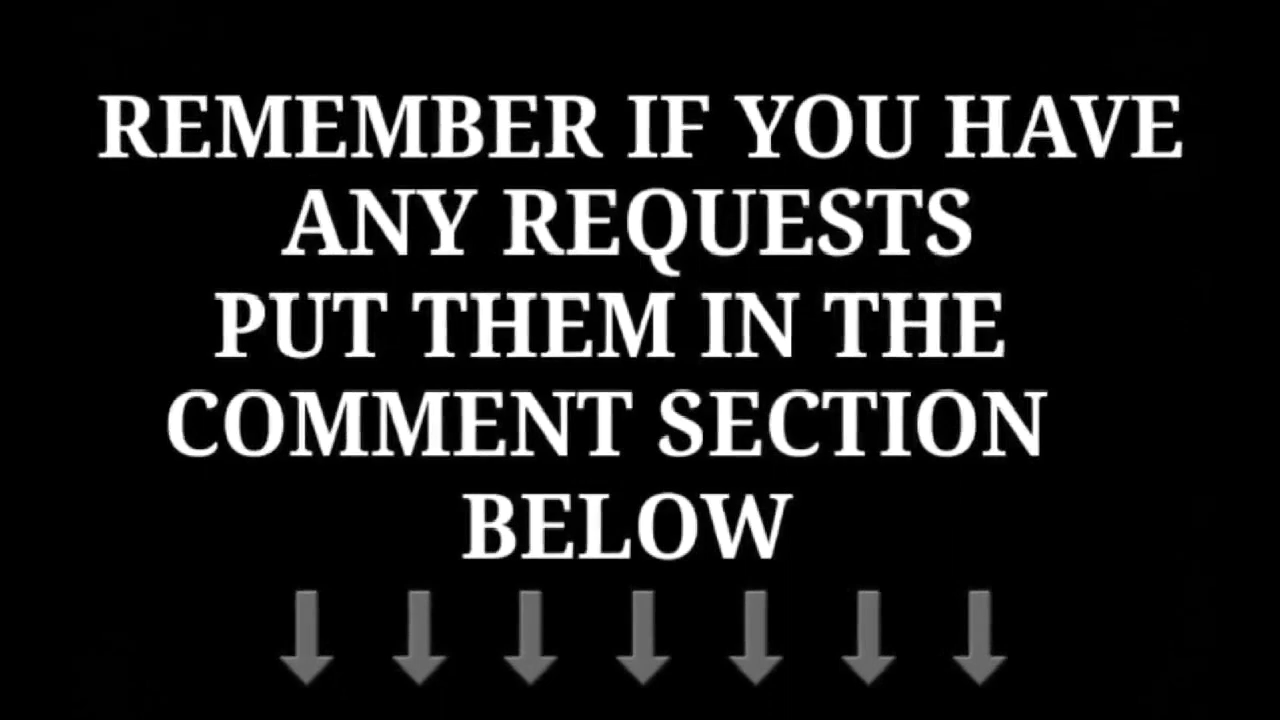 REMEMBER IF YOU HAVE
ANY REQUESTS
PUT THEM IN THE
COMMENT SECTION
BELOW